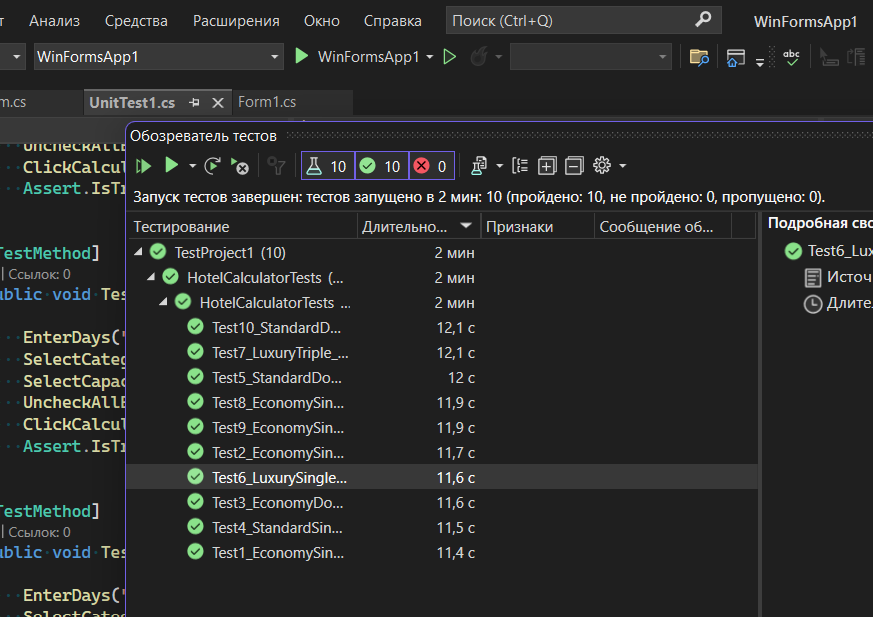 Анализ Средства Расширения Окно Справка Поиск (Ctrl+Q) WinFormsApp1
WinFormsApp1 WinFormsApp1
m.cs UnitTest1.cs Form1.cs
Обозреватель тестов
10 10 0
Запуск тестов завершен: тестов запущено в 2 мин: 10 (пройдено: 10, не пройдено: 0, пропущено: 0).
Тестирование Длительно... Признаки Сообщение об...
TestProject1 (10) 2 мин
HotelCalculatorTests (... 2 мин
HotelCalculatorTests ... 2 мин
Test10_StandardD... 12,1 с
Test7_LuxuryTriple_... 12,1 с
Test5_StandardDo... 12 с
Test8_EconomySin... 11,9 с
Test9_EconomySin... 11,9 с
Test2_EconomySin... 11,7 с
Test6_LuxurySingle... 11,6 с
Test3_EconomyDo... 11,6 с
Test4_StandardSin... 11,5 с
Test1_EconomySin... 11,4 с
Подробная сво
Test6_Lux
Источ
Длите
UncheckAllE
ClickCalcul
Assert.IsTr
TestMethod]
| Ссылок: 0
ublic void Tes
EnterDays("
SelectCateg
SelectCapac
UncheckAllE
ClickCalcul
Assert.IsTr
TestMethod]
| Ссылок: 0
ublic void Tes
EnterDays("
SelectCateg